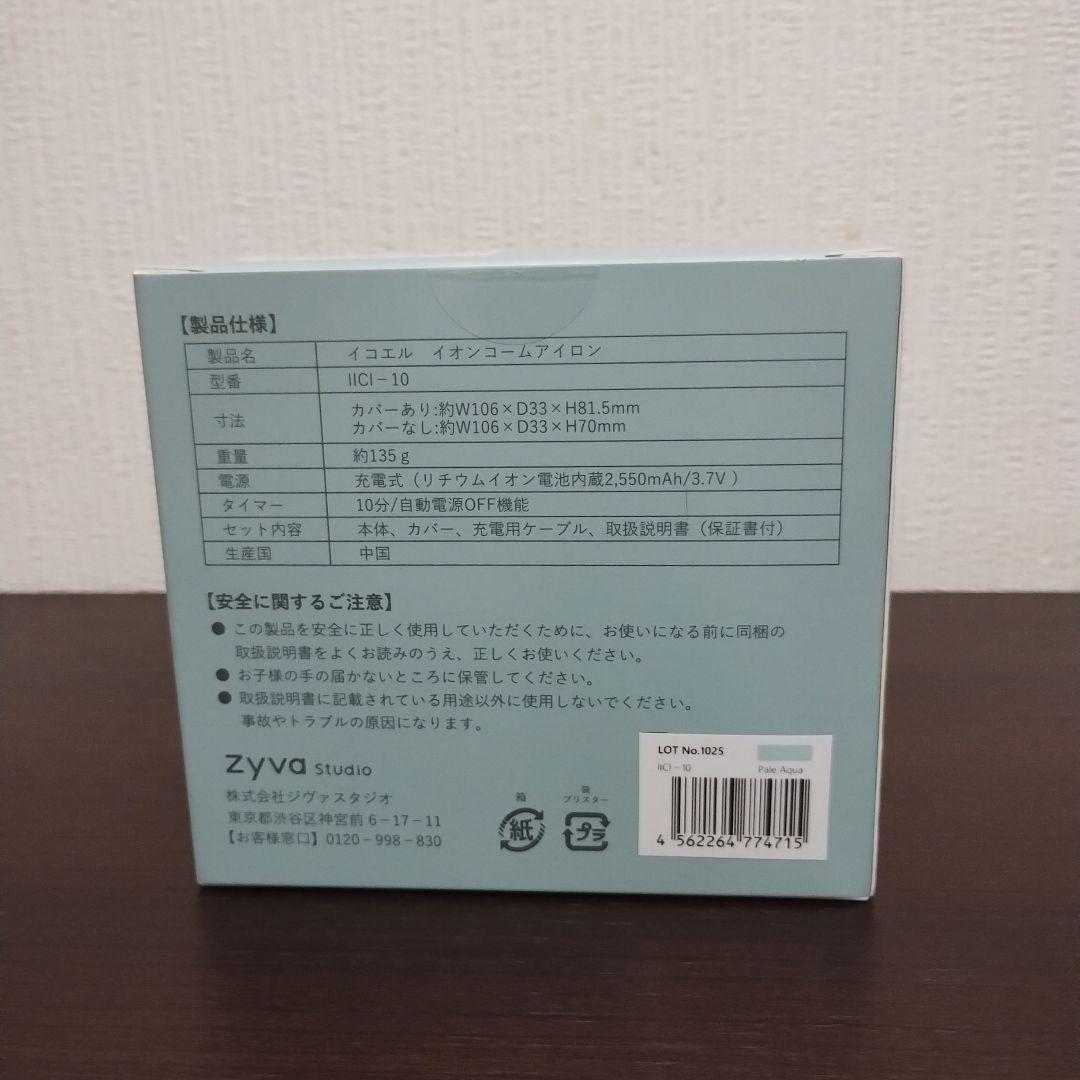 【製品仕様】
製品名 イコエル イオンコームアイロン
型番 IICI－10
寸法 カバーあり:約W106×D33×H81.5mm
カバーなし:約W106×D33×H70mm
重量 約135ｇ
電源 充電式（リチウムイオン電池内蔵2,550mAh/3.7V ）
タイマー 10分/自動電源OFF機能
セット内容 本体、カバー、充電用ケーブル、取扱説明書（保証書付）
生産国 中国
【安全に関するご注意】
● この製品を安全に正しく使用していただくために、お使いになる前に同梱の
取扱説明書をよくお読みのうえ、正しくお使いください。
● お子様の手の届かないところに保管してください。
● 取扱説明書に記載されている用途以外に使用しないでください。
事故やトラブルの原因になります。
zyva Studio
株式会社ジヴァスタジオ
東京都渋谷区神宮前 6－17－11
【お客様窓口】0120－998－830
箱
紙
袋
ブリスター
プラ
LOT No.1025
IICI－10 Pale Aqua
4 562264 774715